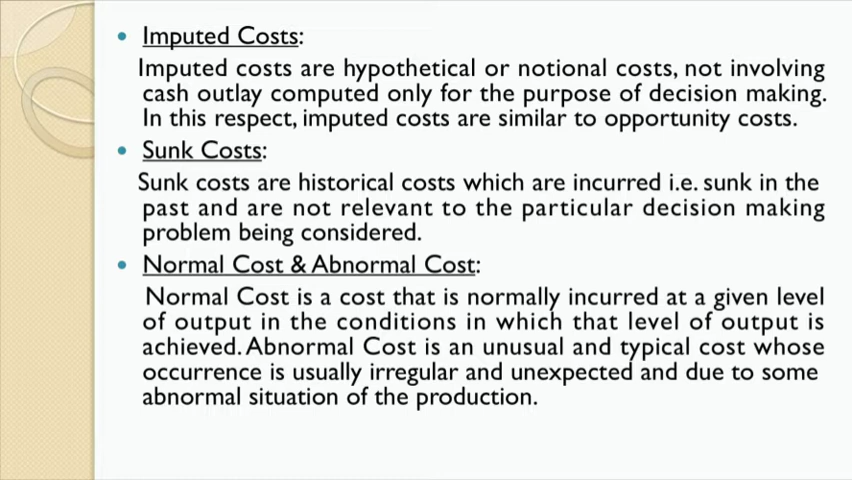 Imputed Costs:
Imputed costs are hypothetical or notional costs, not involving
cash outlay computed only for the purpose of decision making.
In this respect, imputed costs are similar to opportunity costs.
Sunk Costs:
Sunk costs are historical costs which are incurred i.e. sunk in the
past and are not relevant to the particular decision making
problem being considered.
Normal Cost & Abnormal Cost:
Normal Cost is a cost that is normally incurred at a given level
of output in the conditions in which that level of output is
achieved. Abnormal Cost is an unusual and typical cost whose
occurrence is usually irregular and unexpected and due to some
abnormal situation of the production.